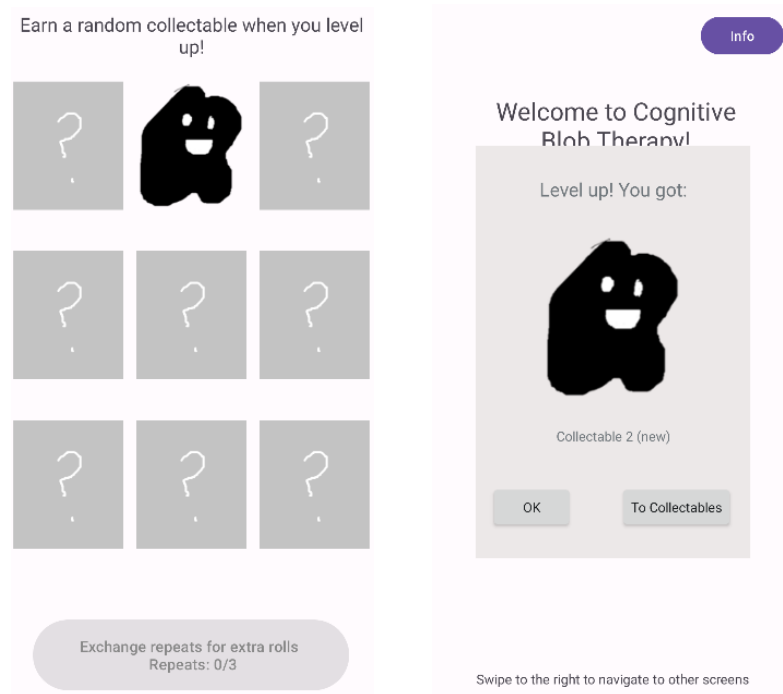 Earn a random collectable when you level
up!
?
?
?
?
?
?
?
?
Exchange repeats for extra rolls
Repeats: 0/3
Info
Welcome to Cognitive
Blob Therapy!
Level up! You got:
Collectable 2 (new)
OK
To Collectables
Swipe to the right to navigate to other screens